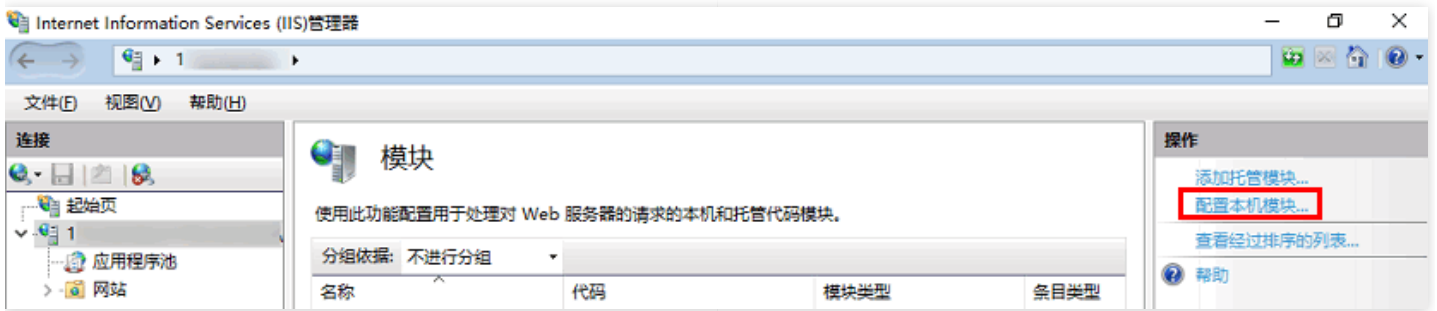 Internet Information Services (IIS)管理器
1
文件(F) 视图(V) 帮助(H)
连接
起始页
1
应用程序池
网站
模块
使用此功能配置用于处理对 Web 服务器的请求的本机和托管代码模块。
分组依据: 不进行分组
名称 代码 模块类型 条目类型
操作
添加托管模块...
配置本机模块...
查看经过排序的列表...
帮助